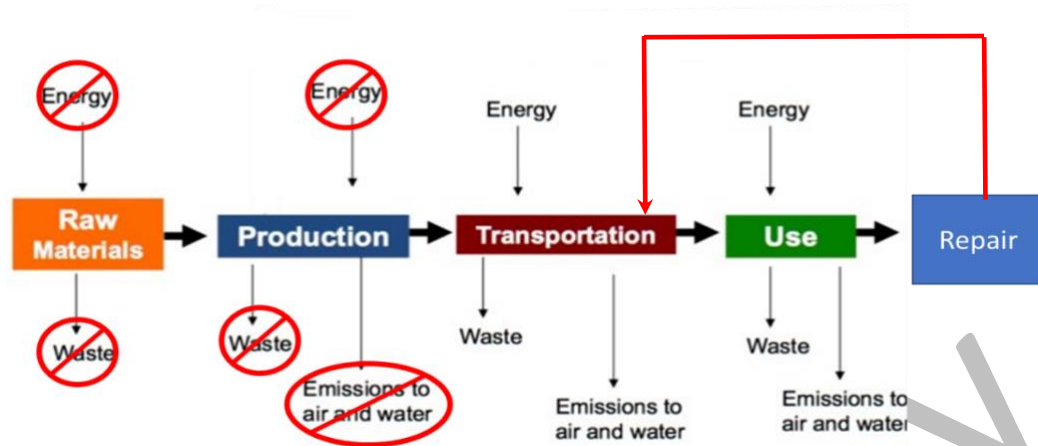 Energy
Energy
Energy
Energy
Raw
Materials
Production
Transportation
Use
Repair
Waste
Waste
Waste
Waste
Emissions to
air and water
Emissions to
air and water
Emissions to
air and water